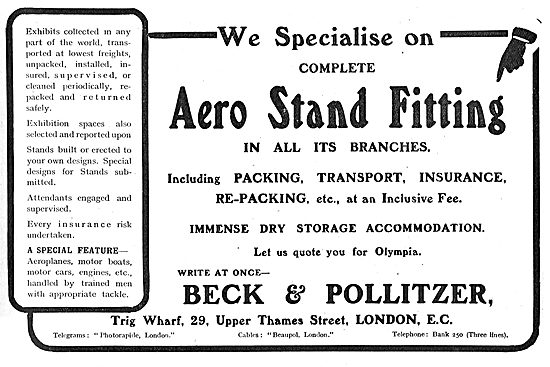 Exhibits collected in any
part of the world, trans-
ported at lowest freights,
unpacked, installed, in-
sured, supervised, or
cleaned periodically, re-
packed and returned
safely.
Exhibition spaces also
selected and reported upon
Stands built or erected to
your own designs. Special
designs for Stands sub-
mitted.
Attendants engaged and
supervised.
Every insurance risk
undertaken.
A SPECIAL FEATURE—
Aeroplanes, motor boats,
motor cars, engines, etc.,
handled by trained men
with appropriate tackle.
We Specialise on
COMPLETE
Aero Stand Fitting
IN ALL ITS BRANCHES.
Including PACKING, TRANSPORT, INSURANCE,
RE-PACKING, etc., at an Inclusive Fee.
IMMENSE DRY STORAGE ACCOMMODATION.
Let us quote you for Olympia.
WRITE AT ONCE—
BECK & POLLITZER,
Trig Wharf, 29, Upper Thames Street, LONDON, E.C.
Telegrams: "Photorapide, London." Cables: "Beaupol, London." Telephone: Bank 250 (Three lines).